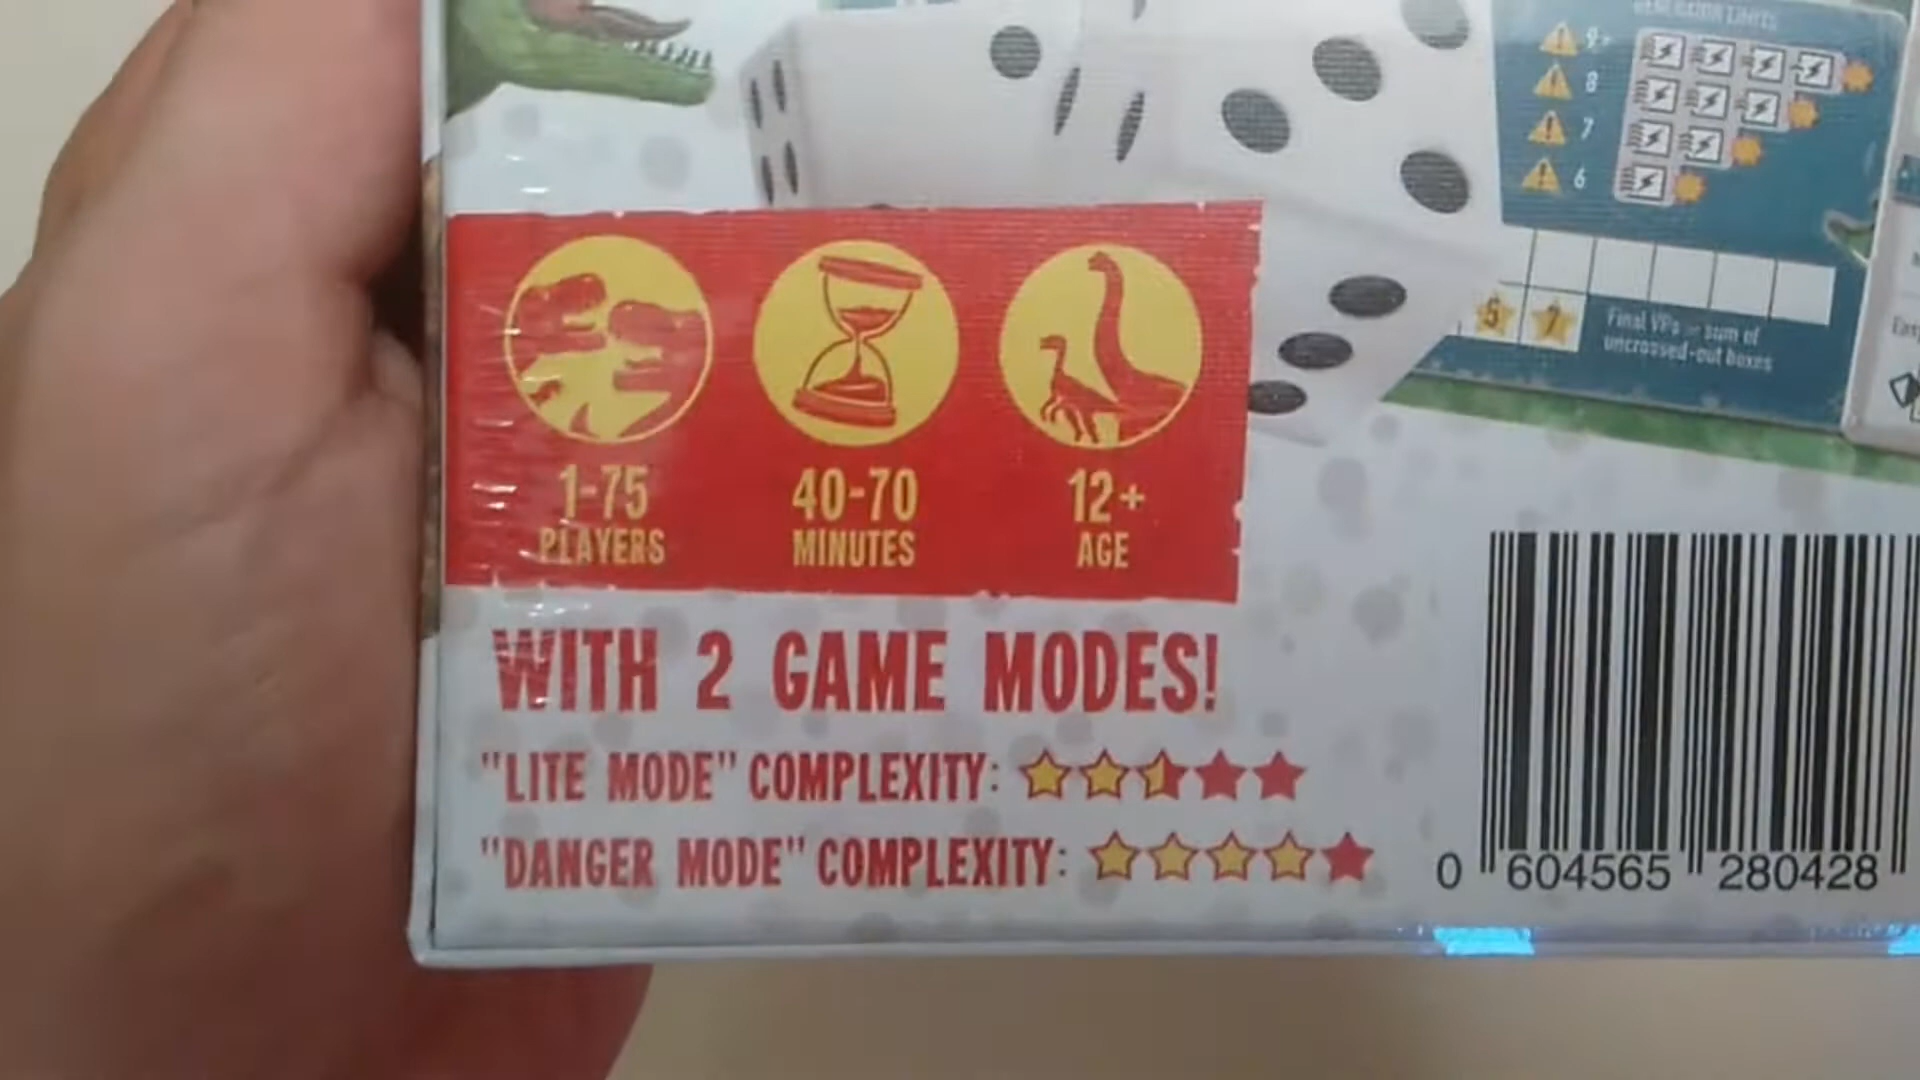 9+
8
7
6
5 7
Final VPs = sum of
uncrossed-out boxes
1-75
PLAYERS
40-70
MINUTES
12+
AGE
WITH 2 GAME MODES!
"LITE MODE" COMPLEXITY:
"DANGER MODE" COMPLEXITY:
0 604565 280428